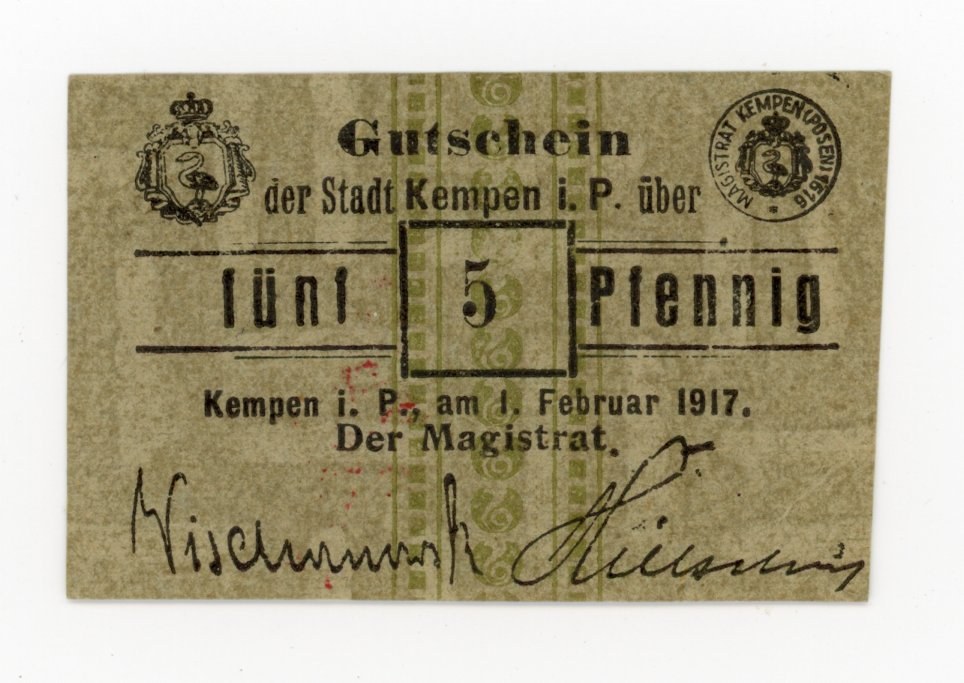 Gutschein
der Stadt Kempen i. P. über
MAGISTRAT KEMPEN (POSEN) 1616
fünf 5 Pfennig
Kempen i. P., am 1. Februar 1917.
Der Magistrat.